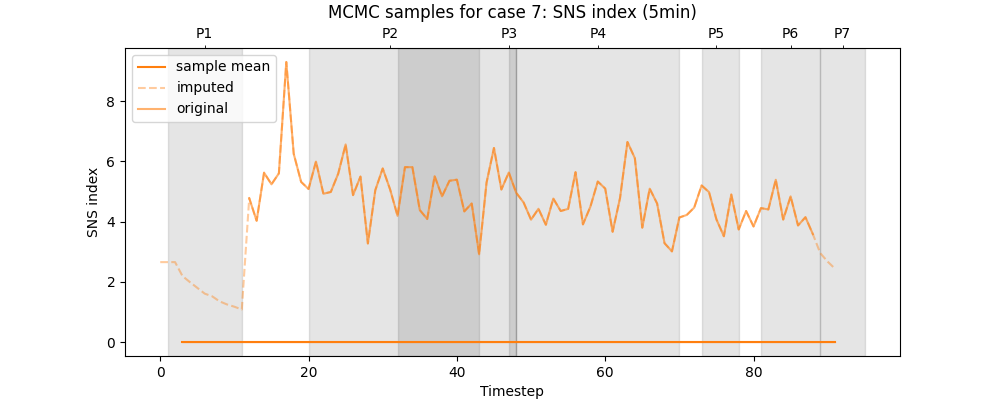 MCMC samples for case 7: SNS index (5min)
P1 P2 P3 P4 P5 P6 P7
sample mean
imputed
original
8
6
4
2
0
SNS index
0 20 40 60 80
Timestep